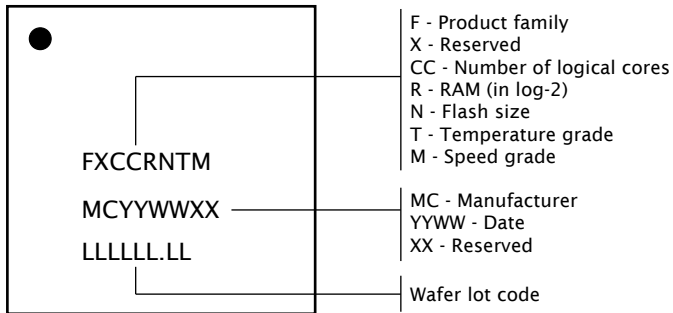 F - Product family
X - Reserved
CC - Number of logical cores
R - RAM (in log-2)
N - Flash size
T - Temperature grade
M - Speed grade
FXCCRNTM
MCYYWWXX
MC - Manufacturer
YYWW - Date
XX - Reserved
LLLLLL.LL
Wafer lot code